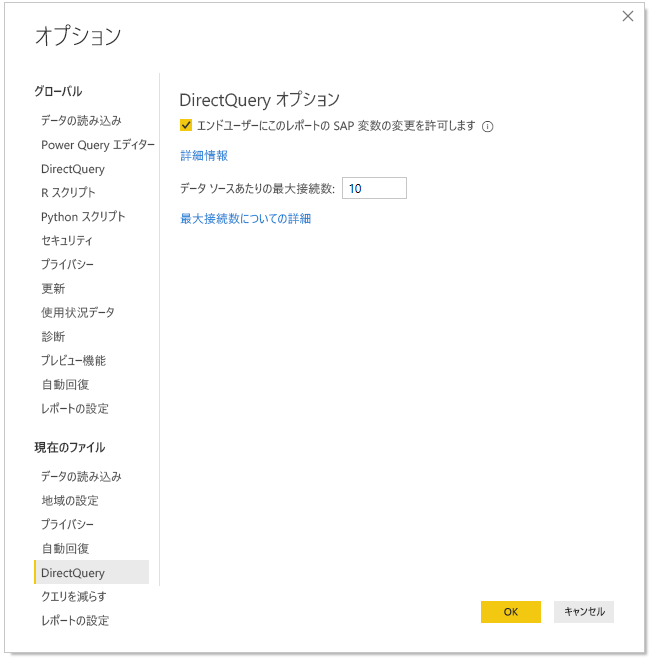 オプション
グローバル
データの読み込み
Power Query エディター
DirectQuery
R スクリプト
Python スクリプト
セキュリティ
プライバシー
更新
使用状況データ
診断
プレビュー機能
自動回復
レポートの設定
現在のファイル
データの読み込み
地域の設定
プライバシー
自動回復
DirectQuery
クエリを減らす
レポートの設定
DirectQuery オプション
エンドユーザーにこのレポートの SAP 変数の変更を許可します
詳細情報
データ ソースあたりの最大接続数: 10
最大接続数についての詳細
OK キャンセル